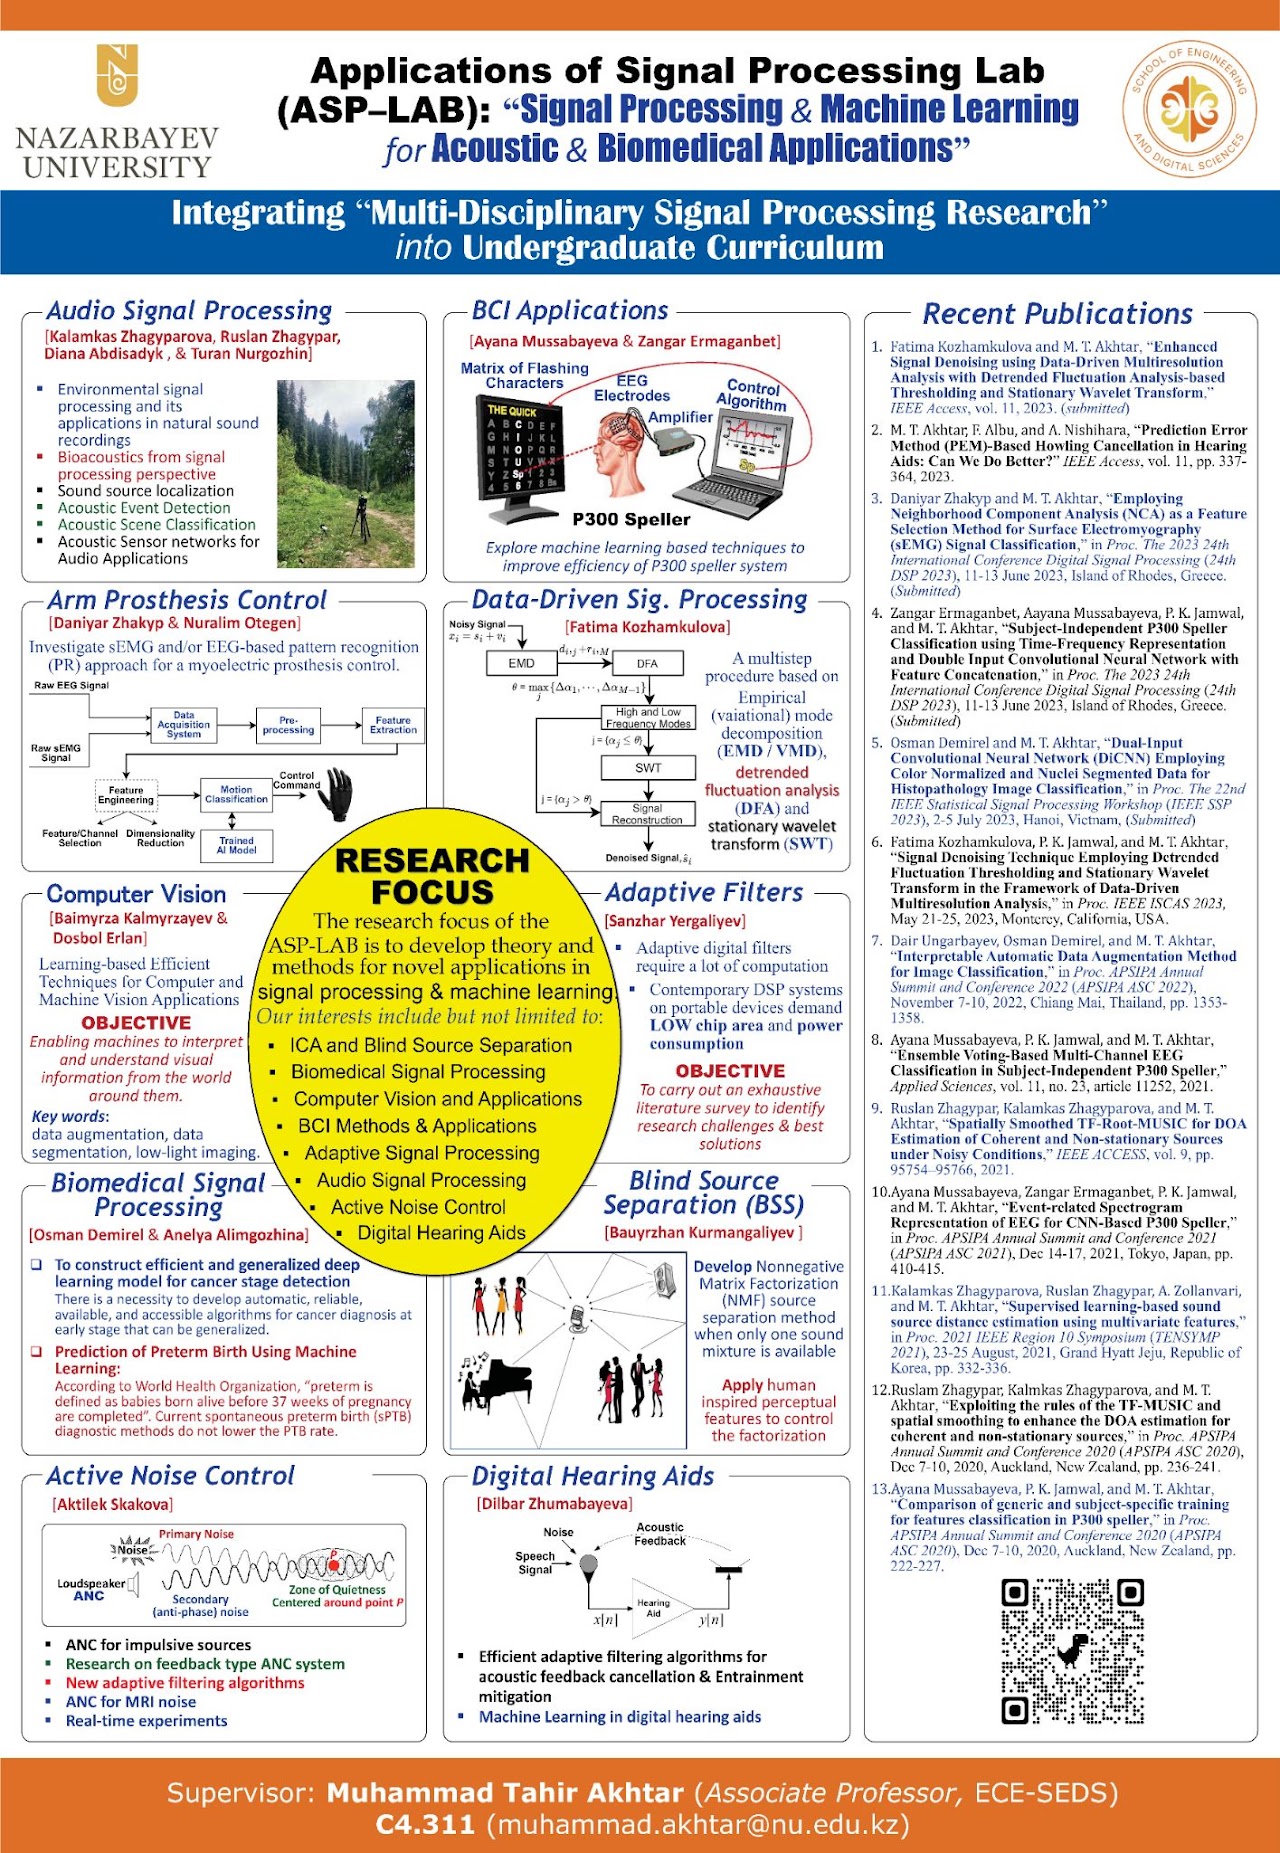 NAZARBAYEV
UNIVERSITY
Applications of Signal Processing Lab
(ASP–LAB): “Signal Processing & Machine Learning
for Acoustic & Biomedical Applications”
SCHOOL OF ENGINEERING
AND DIGITAL SCIENCES
Integrating “Multi-Disciplinary Signal Processing Research”
into Undergraduate Curriculum
Audio Signal Processing
[Kalamkas Zhagyparova, Ruslan Zhagypar,
Diana Abdisadyk , & Turan Nurgozhin]
▪ Environmental signal
processing and its
applications in natural sound
recordings
▪ Bioacoustics from signal
processing perspective
▪ Sound source localization
▪ Acoustic Event Detection
▪ Acoustic Scene Classification
▪ Acoustic Sensor networks for
Audio Applications
BCI Applications
[Ayana Mussabayeva & Zangar Ermaganbet]
Matrix of Flashing
Characters
EEG
Electrodes
Amplifier
Control
Algorithm
THE QUICK
A B C D E F
G H I J K L
M N O P Q R
S T U V W X
Y Z Sp 1 2 3
4 5 6 7 8 Bs
Sp
P300 Speller
Explore machine learning based techniques to
improve efficiency of P300 speller system
Arm Prosthesis Control
[Daniyar Zhakyp & Nuralim Otegen]
Investigate sEMG and/or EEG-based pattern recognition
(PR) approach for a myoelectric prosthesis control.
Raw EEG Signal
Raw sEMG
Signal
Data
Acquisition
System
Pre-
processing
Feature
Extraction
Feature
Engineering
Motion
Classification
Control
Command
Feature/Channel
Selection
Dimensionality
Reduction
Trained
AI Model
Data-Driven Sig. Processing
[Fatima Kozhamkulova]
Noisy Signal
x_i = s_i + v_i
EMD
d_{i,j} + r_{i,M}
DFA
θ = max_j {Δα_1, ⋯, Δα_{M−1}}
High and Low
Frequency Modes
j = {α_j ≤ θ}
SWT
j = {α_j > θ}
Signal
Reconstruction
Denoised Signal, ŝ_i
A multistep
procedure based on
Empirical
(vaiational) mode
decomposition
(EMD / VMD),
detrended
fluctuation analysis
(DFA) and
stationary wavelet
transform (SWT)
Computer Vision
[Baimyrza Kalmyrzayev &
Dosbol Erlan]
Learning-based Efficient
Techniques for Computer and
Machine Vision Applications
OBJECTIVE
Enabling machines to interpret
and understand visual
information from the world
around them.
Key words:
data augmentation, data
segmentation, low-light imaging.
RESEARCH
FOCUS
The research focus of the
ASP-LAB is to develop theory and
methods for novel applications in
signal processing & machine learning.
Our interests include but not limited to:
▪ ICA and Blind Source Separation
▪ Biomedical Signal Processing
▪ Computer Vision and Applications
▪ BCI Methods & Applications
▪ Adaptive Signal Processing
▪ Audio Signal Processing
▪ Active Noise Control
▪ Digital Hearing Aids
Adaptive Filters
[Sanzhar Yergaliyev]
▪ Adaptive digital filters
require a lot of computation
▪ Contemporary DSP systems
on portable devices demand
LOW chip area and power
consumption
OBJECTIVE
To carry out an exhaustive
literature survey to identify
research challenges & best
solutions
Biomedical Signal
Processing
[Osman Demirel & Anelya Alimgozhina]
❑ To construct efficient and generalized deep
learning model for cancer stage detection
There is a necessity to develop automatic, reliable,
available, and accessible algorithms for cancer diagnosis at
early stage that can be generalized.
❑ Prediction of Preterm Birth Using Machine
Learning:
According to World Health Organization, “preterm is
defined as babies born alive before 37 weeks of pregnancy
are completed”. Current spontaneous preterm birth (sPTB)
diagnostic methods do not lower the PTB rate.
Blind Source
Separation (BSS)
[Bauyrzhan Kurmangaliyev ]
Develop Nonnegative
Matrix Factorization
(NMF) source
separation method
when only one sound
mixture is available
Apply human
inspired perceptual
features to control
the factorization
Active Noise Control
[Aktilek Skakova]
Primary Noise
Noise
P
Loudspeaker
ANC
Secondary
(anti-phase) noise
Zone of Quietness
Centered around point P
▪ ANC for impulsive sources
▪ Research on feedback type ANC system
▪ New adaptive filtering algorithms
▪ ANC for MRI noise
▪ Real-time experiments
Digital Hearing Aids
[Dilbar Zhumabayeva]
Noise
Acoustic
Feedback
Speech
Signal
Hearing
Aid
x[n]
y[n]
▪ Efficient adaptive filtering algorithms for
acoustic feedback cancellation & Entrainment
mitigation
▪ Machine Learning in digital hearing aids
Recent Publications
1. Fatima Kozhamkulova and M. T. Akhtar, “Enhanced
Signal Denoising using Data-Driven Multiresolution
Analysis with Detrended Fluctuation Analysis-based
Thresholding and Stationary Wavelet Transform,”
IEEE Access, vol. 11, 2023. (submitted)
2. M. T. Akhtar, F. Albu, and A. Nishihara, “Prediction Error
Method (PEM)-Based Howling Cancellation in Hearing
Aids: Can We Do Better?” IEEE Access, vol. 11, pp. 337-
364, 2023.
3. Daniyar Zhakyp and M. T. Akhtar, “Employing
Neighborhood Component Analysis (NCA) as a Feature
Selection Method for Surface Electromyography
(sEMG) Signal Classification,” in Proc. The 2023 24th
International Conference Digital Signal Processing (24th
DSP 2023), 11-13 June 2023, Island of Rhodes, Greece.
(Submitted)
4. Zangar Ermaganbet, Aayana Mussabayeva, P. K. Jamwal,
and M. T. Akhtar, “Subject-Independent P300 Speller
Classification using Time-Frequency Representation
and Double Input Convolutional Neural Network with
Feature Concatenation,” in Proc. The 2023 24th
International Conference Digital Signal Processing (24th
DSP 2023), 11-13 June 2023, Island of Rhodes, Greece.
(Submitted)
5. Osman Demirel and M. T. Akhtar, “Dual-Input
Convolutional Neural Network (DiCNN) Employing
Color Normalized and Nuclei Segmented Data for
Histopathology Image Classification,” in Proc. The 22nd
IEEE Statistical Signal Processing Workshop (IEEE SSP
2023), 2-5 July 2023, Hanoi, Vietnam, (Submitted)
6. Fatima Kozhamkulova, P. K. Jamwal, and M. T. Akhtar,
“Signal Denoising Technique Employing Detrended
Fluctuation Thresholding and Stationary Wavelet
Transform in the Framework of Data-Driven
Multiresolution Analysis,” in Proc. IEEE ISCAS 2023,
May 21-25, 2023, Monterey, California, USA.
7. Dair Ungarbayev, Osman Demirel, and M. T. Akhtar,
“Interpretable Automatic Data Augmentation Method
for Image Classification,” in Proc. APSIPA Annual
Summit and Conference 2022 (APSIPA ASC 2022),
November 7-10, 2022, Chiang Mai, Thailand, pp. 1353-
1358.
8. Ayana Mussabayeva, P. K. Jamwal, and M. T. Akhtar,
“Ensemble Voting-Based Multi-Channel EEG
Classification in Subject-Independent P300 Speller,”
Applied Sciences, vol. 11, no. 23, article 11252, 2021.
9. Ruslan Zhagypar, Kalamkas Zhagyparova, and M. T.
Akhtar, “Spatially Smoothed TF-Root-MUSIC for DOA
Estimation of Coherent and Non-stationary Sources
under Noisy Conditions,” IEEE ACCESS, vol. 9, pp.
95754–95766, 2021.
10.Ayana Mussabayeva, Zangar Ermaganbet, P. K. Jamwal,
and M. T. Akhtar, “Event-related Spectrogram
Representation of EEG for CNN-Based P300 Speller,”
in Proc. APSIPA Annual Summit and Conference 2021
(APSIPA ASC 2021), Dec 14-17, 2021, Tokyo, Japan, pp.
410-415.
11.Kalamkas Zhagyparova, Ruslan Zhagypar, A. Zollanvari,
and M. T. Akhtar, “Supervised learning-based sound
source distance estimation using multivariate features,”
in Proc. 2021 IEEE Region 10 Symposium (TENSYMP
2021), 23-25 August, 2021, Grand Hyatt Jeju, Republic of
Korea, pp. 332-336.
12.Ruslam Zhagypar, Kalmkas Zhagyparova, and M. T.
Akhtar, “Exploiting the rules of the TF-MUSIC and
spatial smoothing to enhance the DOA estimation for
coherent and non-stationary sources,” in Proc. APSIPA
Annual Summit and Conference 2020 (APSIPA ASC 2020),
Dec 7-10, 2020, Auckland, New Zealand, pp. 236-241.
13.Ayana Mussabayeva, P. K. Jamwal, and M. T. Akhtar,
“Comparison of generic and subject-specific training
for features classification in P300 speller,” in Proc.
APSIPA Annual Summit and Conference 2020 (APSIPA
ASC 2020), Dec 7-10, 2020, Auckland, New Zealand, pp.
222-227.
Supervisor: Muhammad Tahir Akhtar (Associate Professor, ECE-SEDS)
C4.311 (muhammad.akhtar@nu.edu.kz)